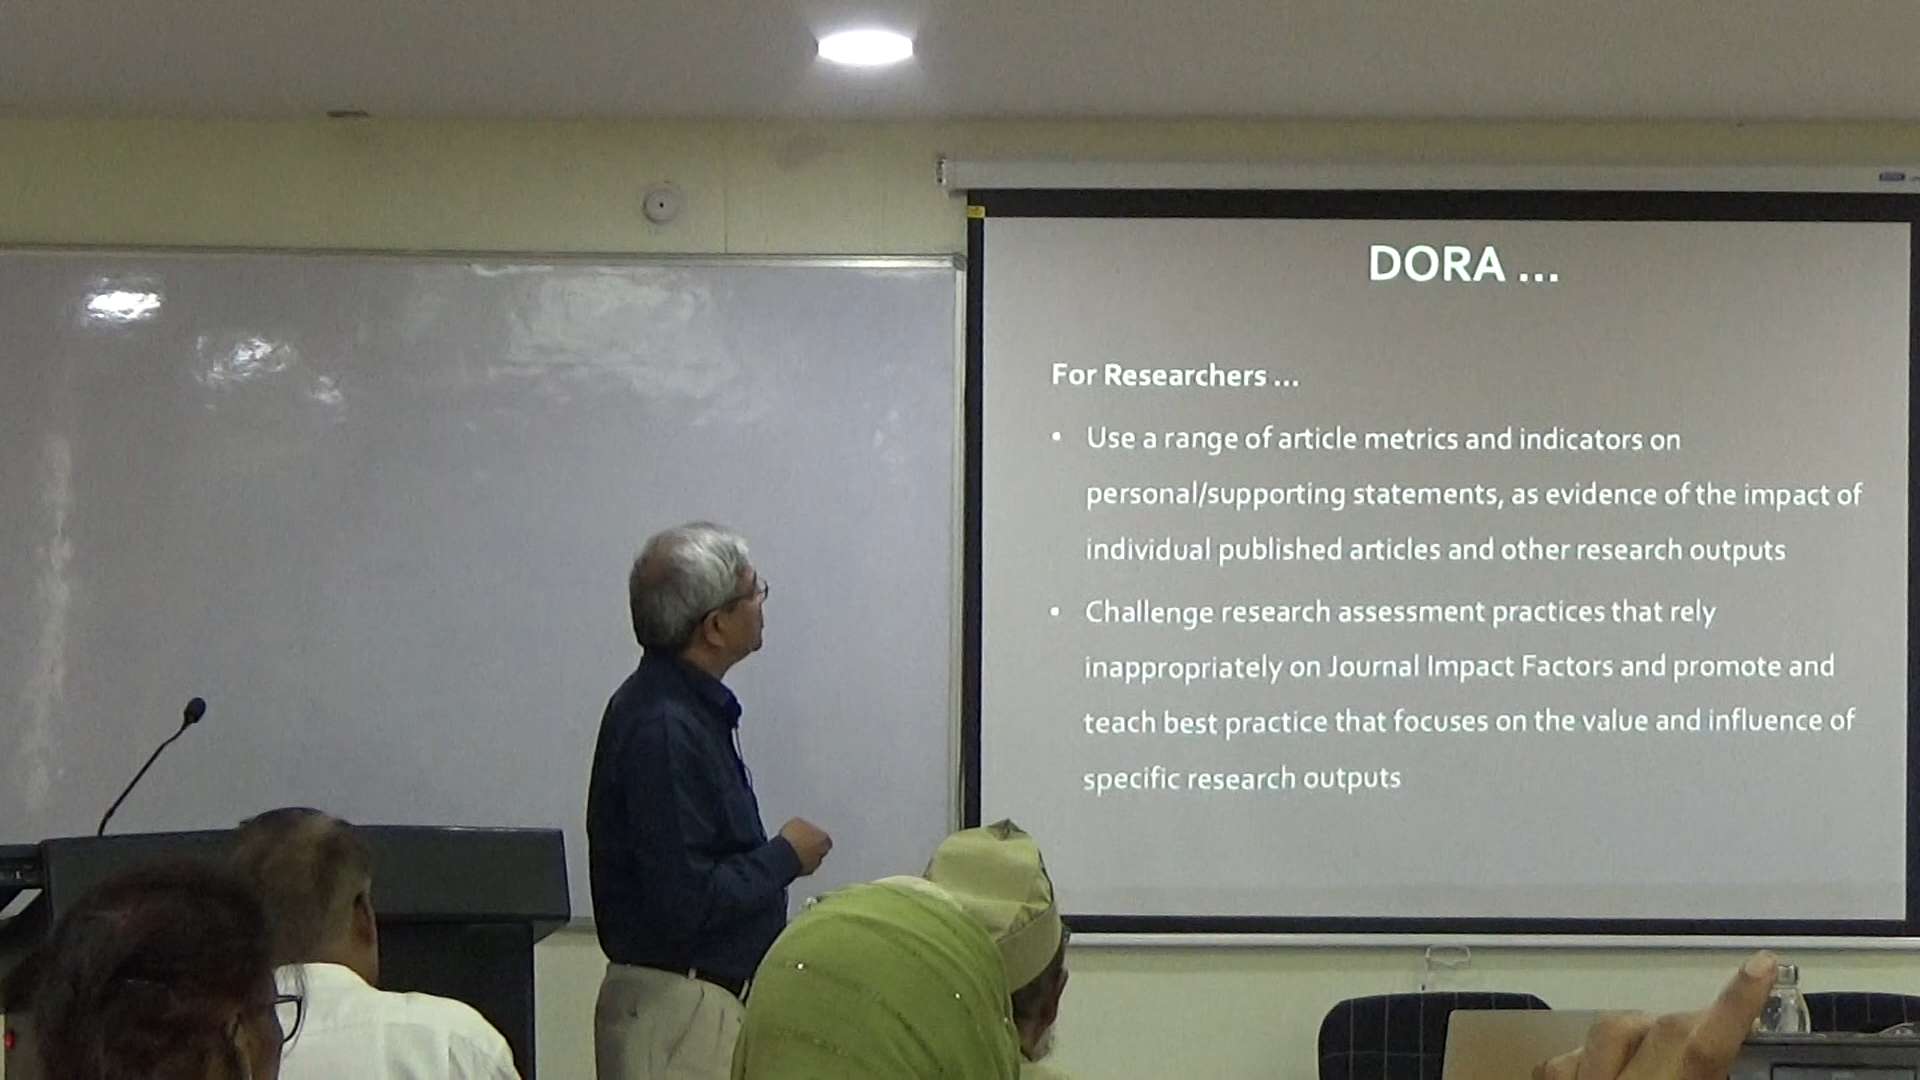 DORA ...
For Researchers ...
• Use a range of article metrics and indicators on
personal/supporting statements, as evidence of the impact of
individual published articles and other research outputs
• Challenge research assessment practices that rely
inappropriately on Journal Impact Factors and promote and
teach best practice that focuses on the value and influence of
specific research outputs